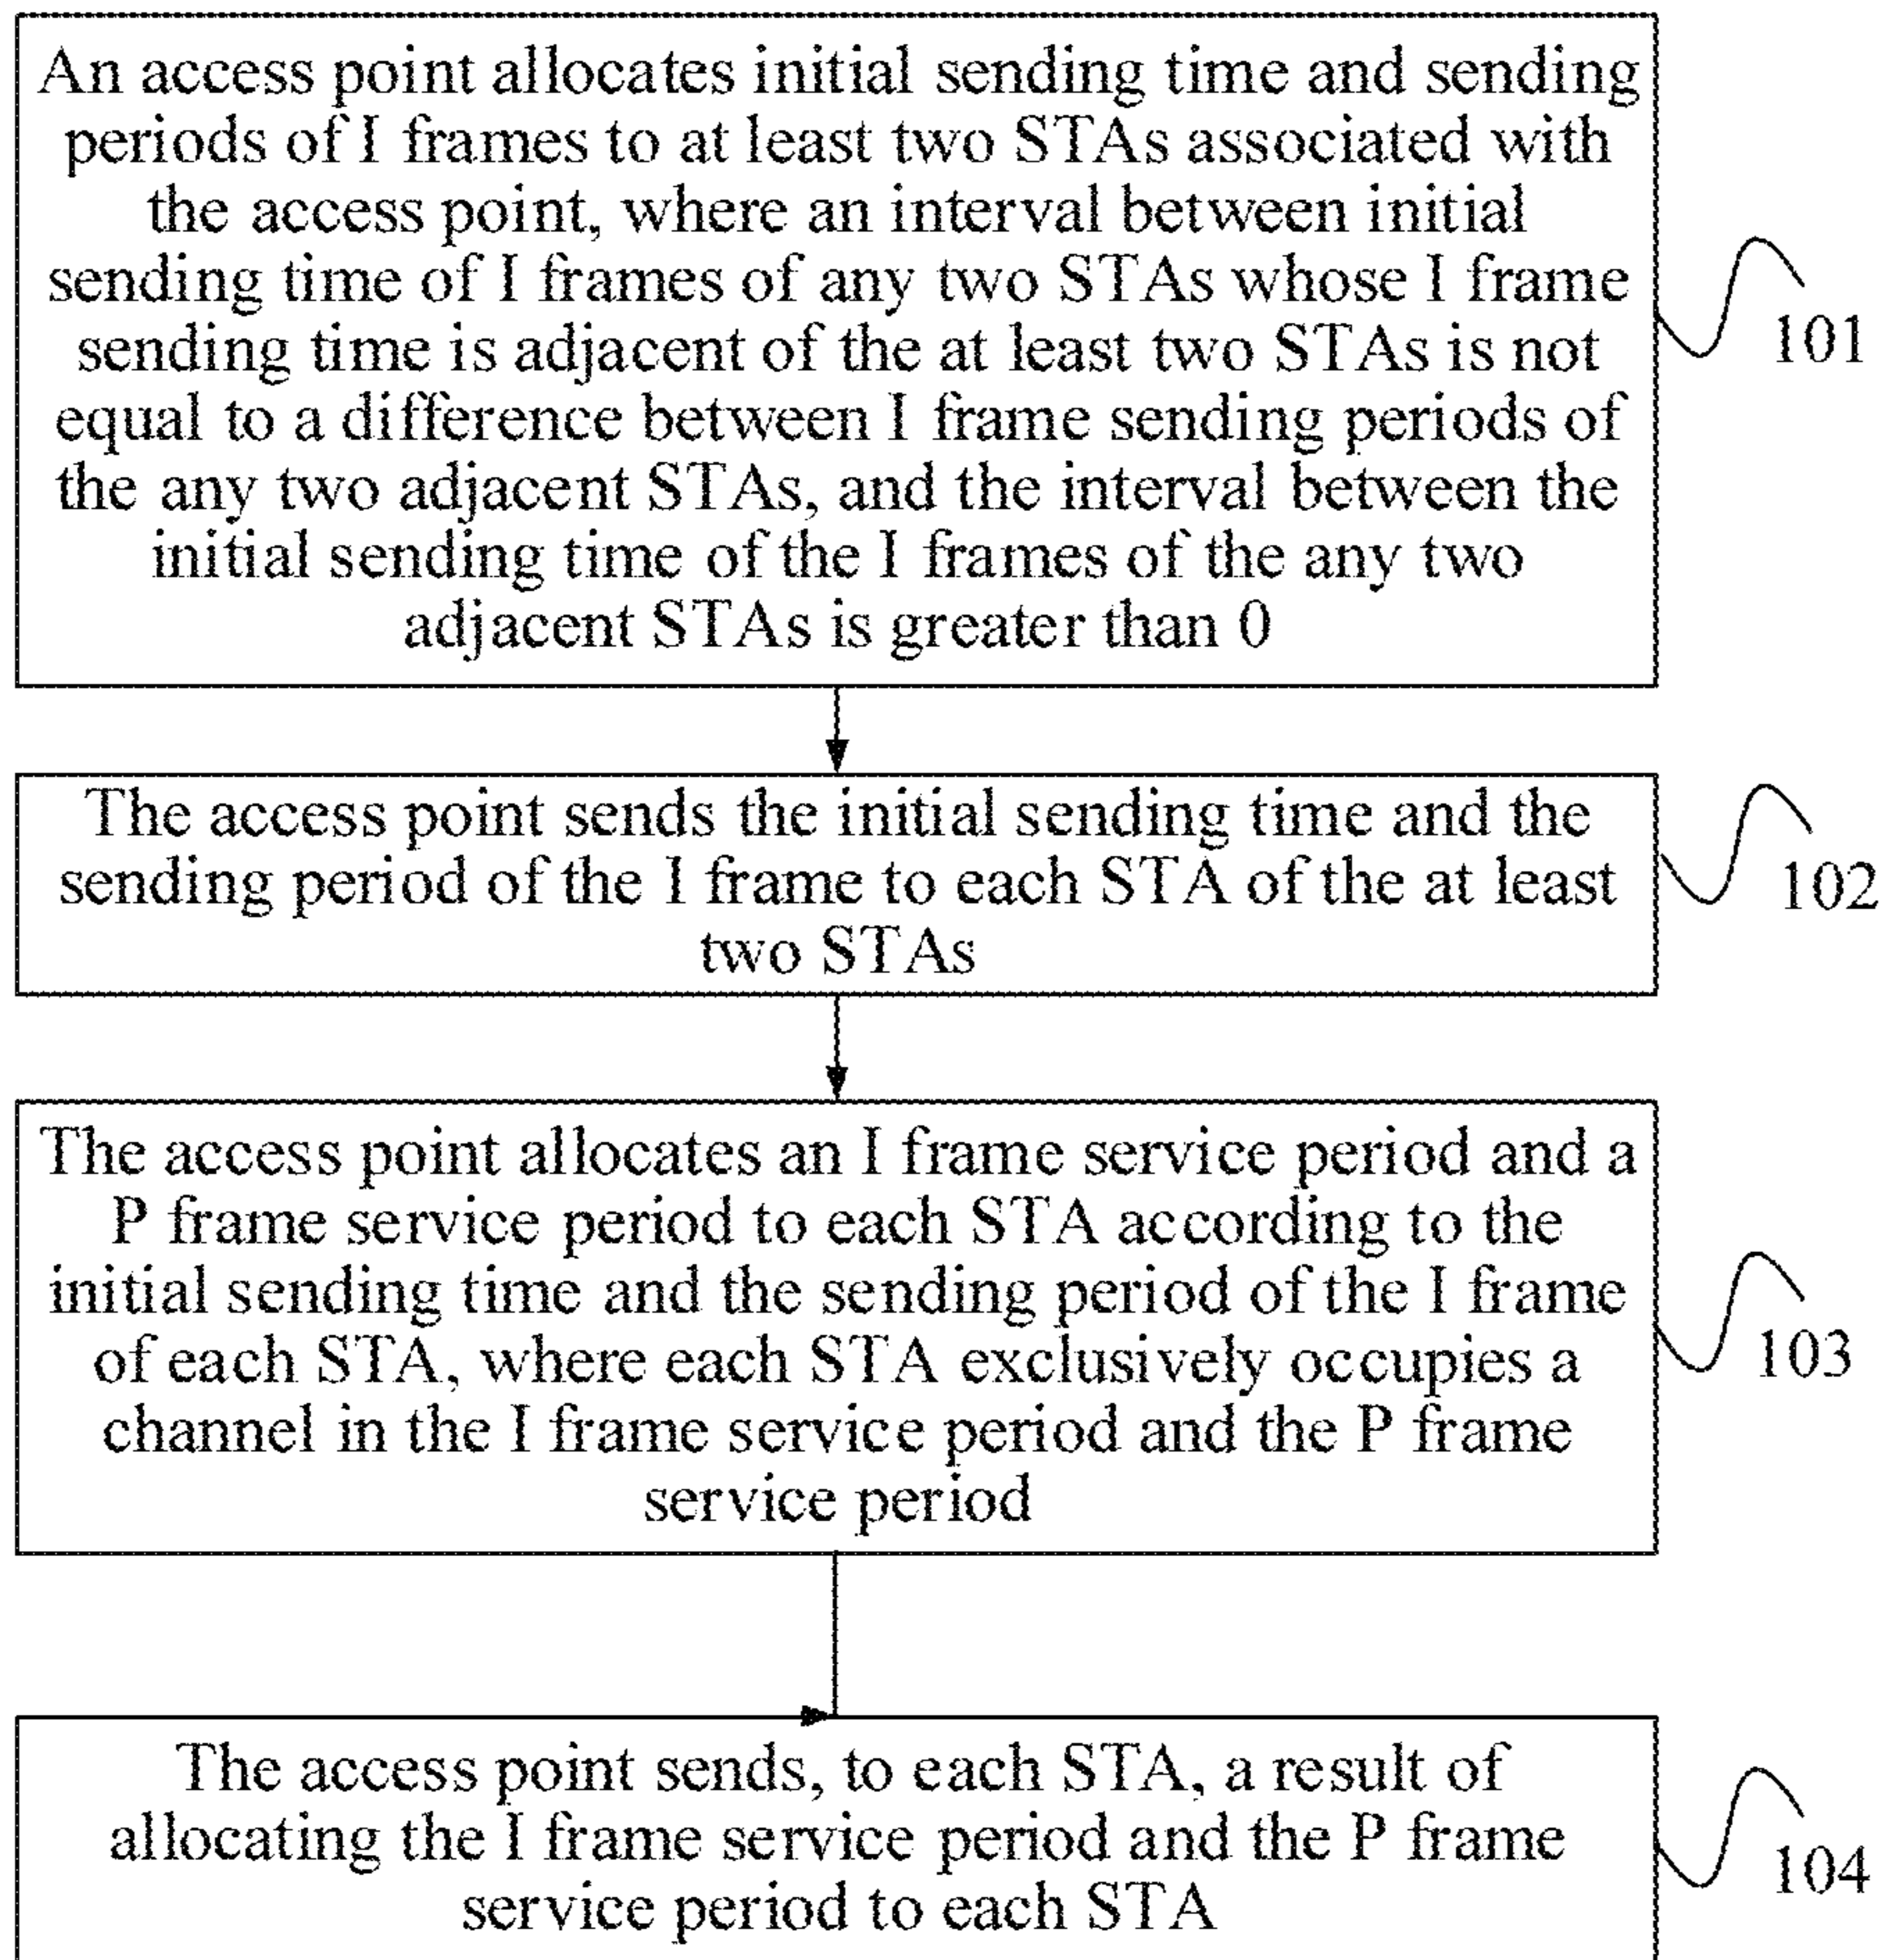 An access point allocates initial sending time and sending
periods of I frames to at least two STAs associated with
the access point, where an interval between initial
sending time of I frames of any two STAs whose I frame
sending time is adjacent of the at least two STAs is not
equal to a difference between I frame sending periods of
the any two adjacent STAs, and the interval between the
initial sending time of the I frames of the any two
adjacent STAs is greater than 0
101
The access point sends the initial sending time and the
sending period of the I frame to each STA of the at least
two STAs
102
The access point allocates an I frame service period and a
P frame service period to each STA according to the
initial sending time and the sending period of the I frame
of each STA, where each STA exclusively occupies a
channel in the I frame service period and the P frame
service period
103
The access point sends, to each STA, a result of
allocating the I frame service period and the P frame
service period to each STA
104